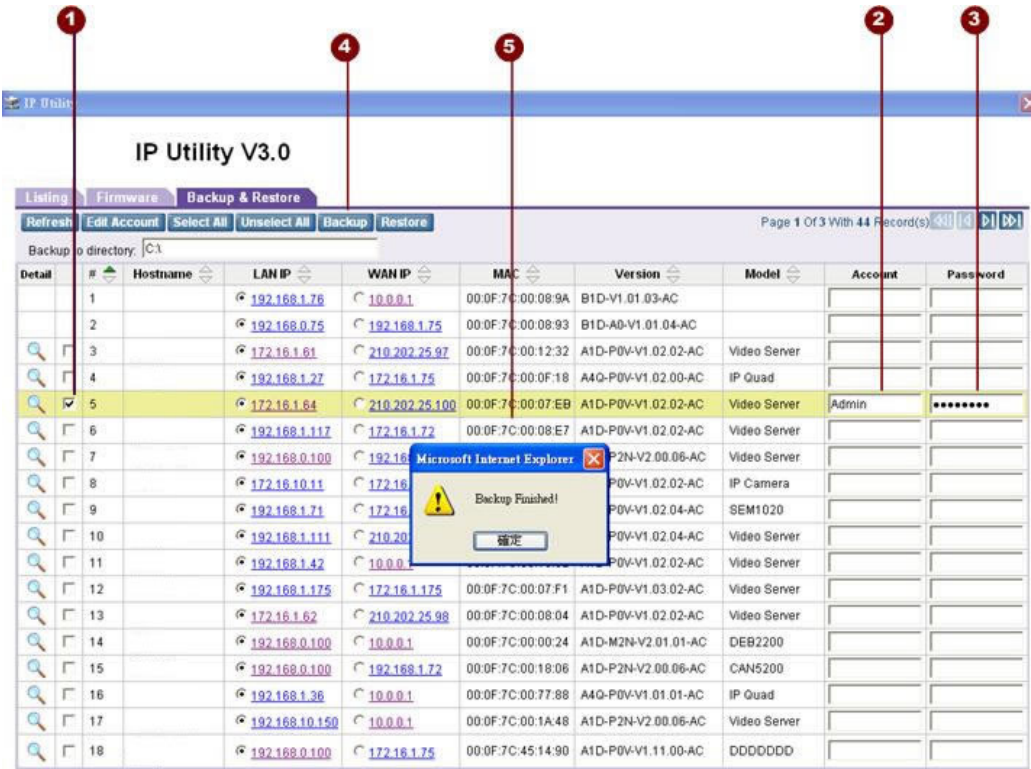 1
2
3
4
5
IP Utility
IP Utility V3.0
Listing Firmware Backup & Restore
Refresh Edit Account Select All Unselect All Backup Restore
Page 1 Of 3 With 44 Record(s)
Backup to directory: C:\
Detail # Hostname LAN IP WAN IP MAC Version Model Account Password
1 192.168.1.76 10.0.0.1 00:0F:7C:00:08:9A B1D-V1.01.03-AC
2 192.168.0.75 192.168.1.75 00:0F:7C:00:08:93 B1D-A0-V1.01.04-AC
3 172.16.1.61 210.202.25.97 00:0F:7C:00:12:32 A1D-P0V-V1.02.02-AC Video Server
4 192.168.1.27 172.16.1.75 00:0F:7C:00:0F:18 A4Q-P0V-V1.02.00-AC IP Quad
5 172.16.1.64 210.202.25.100 00:0F:7C:00:07:EB A1D-P0V-V1.02.02-AC Video Server Admin ••••••••
6 192.168.1.117 172.16.1.72 00:0F:7C:00:08:E7 A1D-P0V-V1.02.02-AC Video Server
7 192.168.0.100 192.16 P2N-V2.00.06-AC Video Server
8 172.16.10.11 172.16 P0V-V1.02.02-AC IP Camera
9 192.168.1.71 172.16 P0V-V1.02.04-AC SEM1020
10 192.168.1.111 210.20 P0V-V1.02.04-AC Video Server
11 192.168.1.42 10.0.0.1 P0V-V1.02.02-AC Video Server
Microsoft Internet Explorer
Backup Finished!
確定
12 192.168.1.175 172.16.1.175 00:0F:7C:00:07:F1 A1D-P0V-V1.03.02-AC Video Server
13 172.16.1.62 210.202.25.98 00:0F:7C:00:08:04 A1D-P0V-V1.02.02-AC Video Server
14 192.168.0.100 10.0.0.1 00:0F:7C:00:00:24 A1D-M2N-V2.01.01-AC DEB2200
15 192.168.0.100 192.168.1.72 00:0F:7C:00:18:06 A1D-P2N-V2.00.06-AC CAN5200
16 192.168.1.36 10.0.0.1 00:0F:7C:00:77:88 A4Q-P0V-V1.01.01-AC IP Quad
17 192.168.10.150 10.0.0.1 00:0F:7C:00:1A:48 A1D-P2N-V2.00.06-AC Video Server
18 192.168.0.100 172.16.1.75 00:0F:7C:45:14:90 A1D-P0V-V1.11.00-AC DDDDDDD